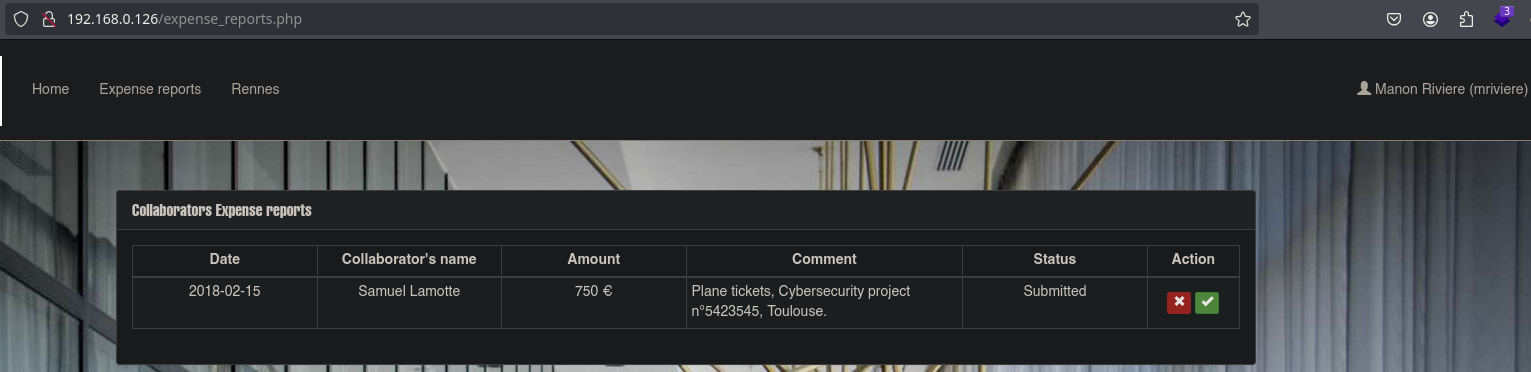 192.168.0.126/expense_reports.php
3
Home Expense reports Rennes Manon Riviere (mriviere)
Collaborators Expense reports
Date Collaborator's name Amount Comment Status Action
2018-02-15 Samuel Lamotte 750 € Plane tickets, Cybersecurity project Submitted
n°5423545, Toulouse.